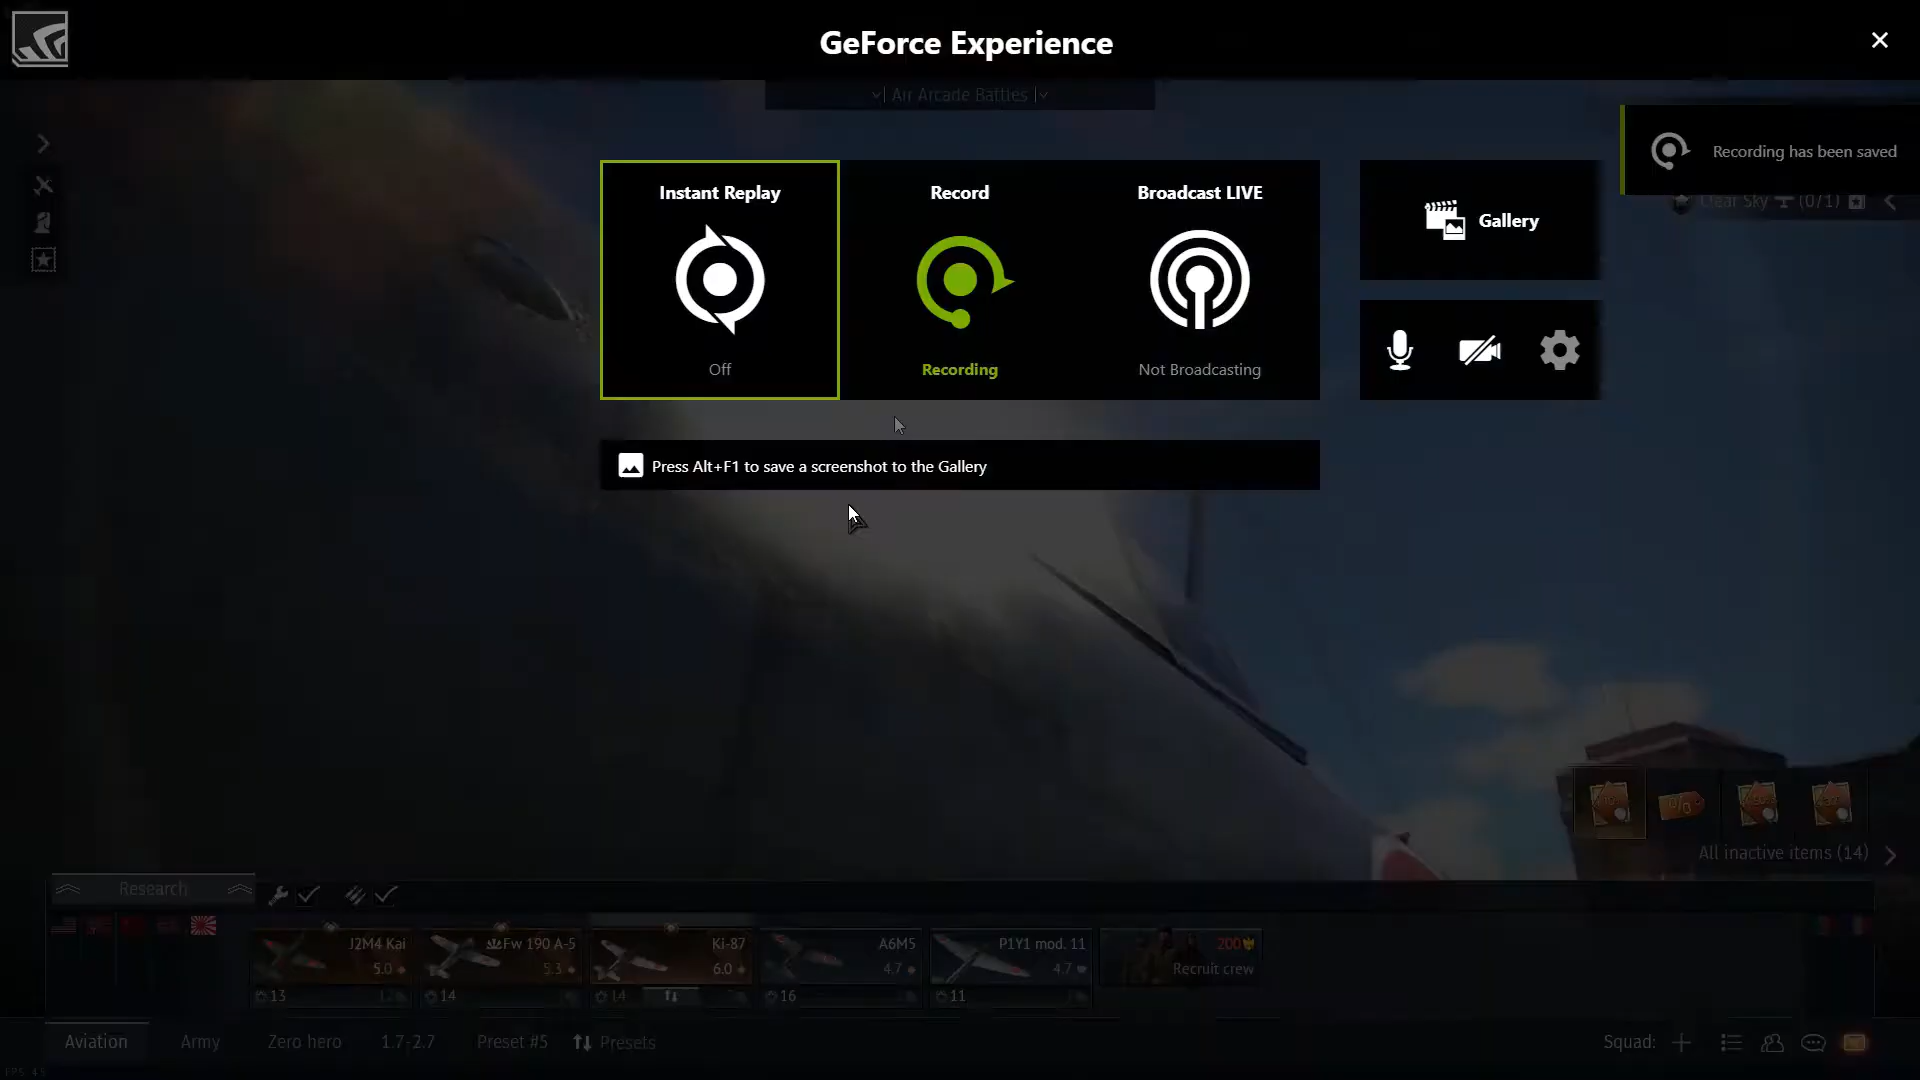 GeForce Experience
Air Arcade Battles
Recording has been saved
Clear Sky (0/1)
Instant Replay
Record
Broadcast LIVE
Gallery
Off
Recording
Not Broadcasting
Press Alt+F1 to save a screenshot to the Gallery
All inactive items (14)
Research
J2M4 Kai
5.0
13
Fw 190 A-5
5.3
14
Ki-87
6.0
14
A6M5
4.7
16
P1Y1 mod. 11
4.7
11
200
Recruit crew
Aviation
Army
Zero hero
1.7-2.7
Preset #5
Presets
Squad: